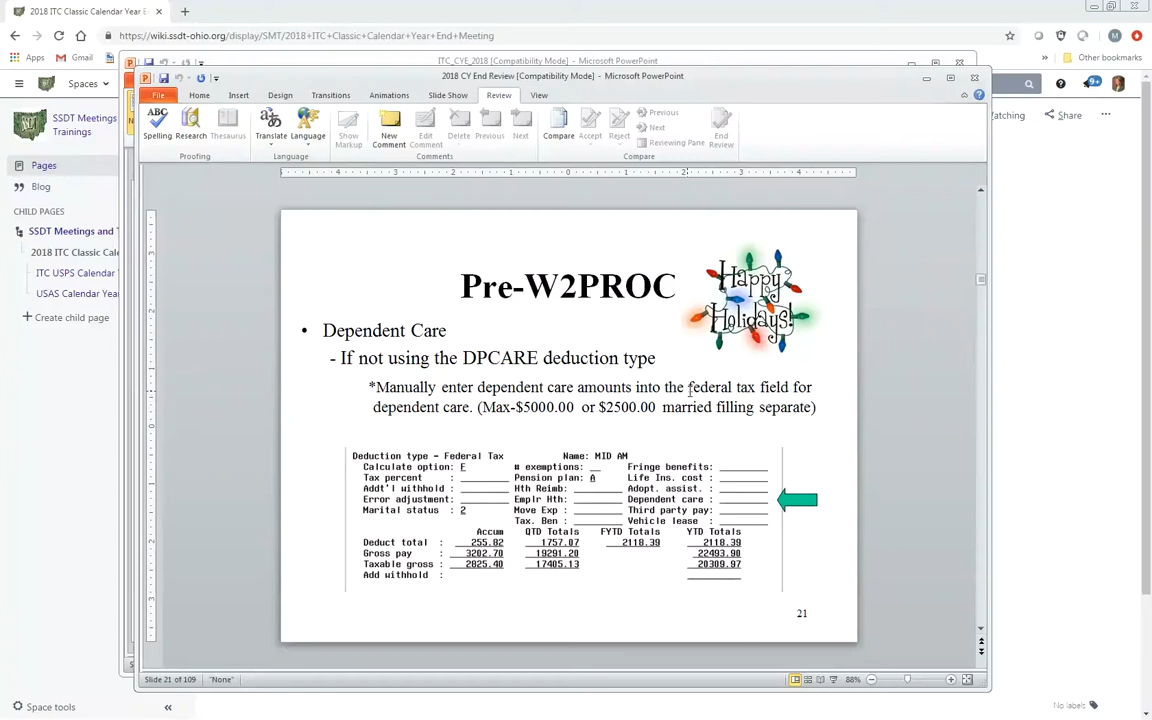 2018 ITC Classic Calendar Year E
https://wiki.ssdt-ohio.org/display/SMT/2018+ITC+Classic+Calendar+Year+End+Meeting
Apps
Gmail
Other bookmarks
ITC_CYE_2018 [Compatibility Mode] - Microsoft PowerPoint
2018 CY End Review [Compatibility Mode] - Microsoft PowerPoint
Spaces
File
Home
Insert
Design
Transitions
Animations
Slide Show
Review
View
9+
SSDT Meetings
Trainings
ABC
Spelling
Research
Thesaurus
Translate
Language
Show
Markup
New
Comment
Edit
Comment
Delete
Previous
Next
Compare
Accept
Reject
Previous
Next
Reviewing Pane
End
Review
Proofing
Language
Comments
Compare
atching
Share
Pages
Blog
CHILD PAGES
SSDT Meetings and T
2018 ITC Classic Cale
ITC USPS Calendar Y
USAS Calendar Year
Create child page
Pre-W2PROC
Happy
Holidays!
• Dependent Care
- If not using the DPCARE deduction type
*Manually enter dependent care amounts into the federal tax field for
dependent care. (Max-$5000.00 or $2500.00 married filling separate)
Deduction type - Federal Tax Name: MID AM
Calculate option: F # exemptions: __ Fringe benefits:
Tax percent : Pension plan: A Life Ins. cost :
Addt'l withhold : Hth Reimb: Adopt. assist. :
Error adjustment: Emplr Hth: Dependent care :
Marital status : 2 Move Exp : Third party pay:
Tax. Ben : Vehicle lease :
Accum QTD Totals FYTD Totals YTD Totals
Deduct total : 255.02 1757.07 2118.39 2118.39
Gross pay : 3202.70 19291.20 22493.90
Taxable gross : 2825.40 17405.13 20309.97
Add withhold :
21
Slide 21 of 109
"None"
88%
Space tools
No labels